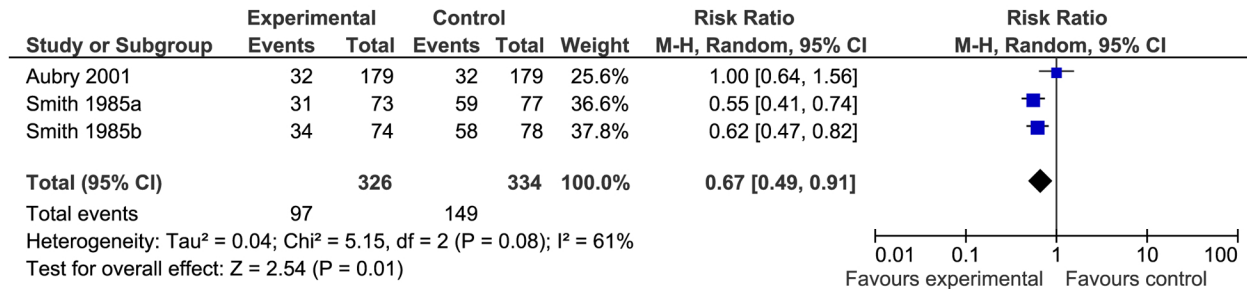 Experimental Control Risk Ratio Risk Ratio
Study or Subgroup Events Total Events Total Weight M-H, Random, 95% CI M-H, Random, 95% CI
Aubry 2001 32 179 32 179 25.6% 1.00 [0.64, 1.56]
Smith 1985a 31 73 59 77 36.6% 0.55 [0.41, 0.74]
Smith 1985b 34 74 58 78 37.8% 0.62 [0.47, 0.82]
Total (95% CI) 326 334 100.0% 0.67 [0.49, 0.91]
Total events 97 149
Heterogeneity: Tau² = 0.04; Chi² = 5.15, df = 2 (P = 0.08); I² = 61%
Test for overall effect: Z = 2.54 (P = 0.01)
0.01 0.1 1 10 100
Favours experimental Favours control